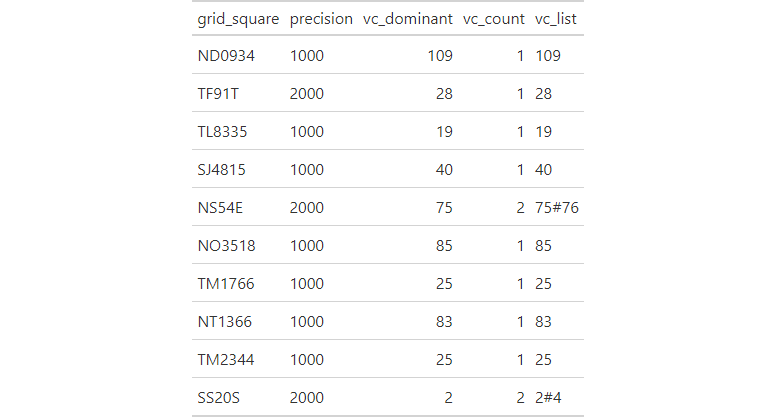 grid_square precision vc_dominant vc_count vc_list
ND0934 1000 109 1 109
TF91T 2000 28 1 28
TL8335 1000 19 1 19
SJ4815 1000 40 1 40
NS54E 2000 75 2 75#76
NO3518 1000 85 1 85
TM1766 1000 25 1 25
NT1366 1000 83 1 83
TM2344 1000 25 1 25
SS20S 2000 2 2 2#4